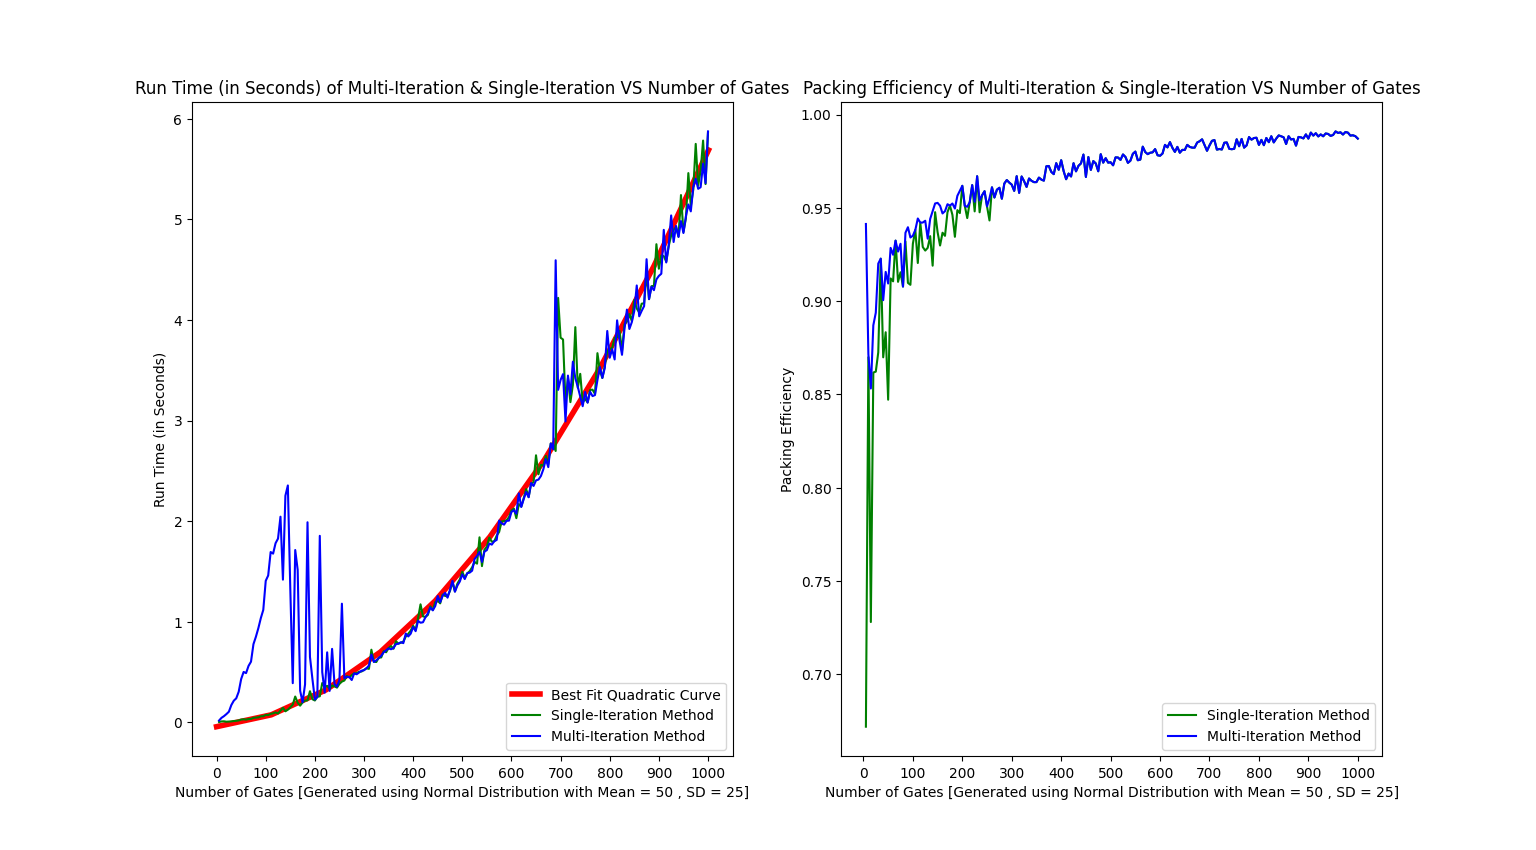 Run Time (in Seconds) of Multi-Iteration & Single-Iteration VS Number of Gates
6
5
4
3
2
1
0
Run Time (in Seconds)
Best Fit Quadratic Curve
Single-Iteration Method
Multi-Iteration Method
0 100 200 300 400 500 600 700 800 900 1000
Number of Gates [Generated using Normal Distribution with Mean = 50 , SD = 25]
Packing Efficiency of Multi-Iteration & Single-Iteration VS Number of Gates
1.00
0.95
0.90
0.85
0.80
0.75
0.70
Packing Efficiency
Single-Iteration Method
Multi-Iteration Method
0 100 200 300 400 500 600 700 800 900 1000
Number of Gates [Generated using Normal Distribution with Mean = 50 , SD = 25]